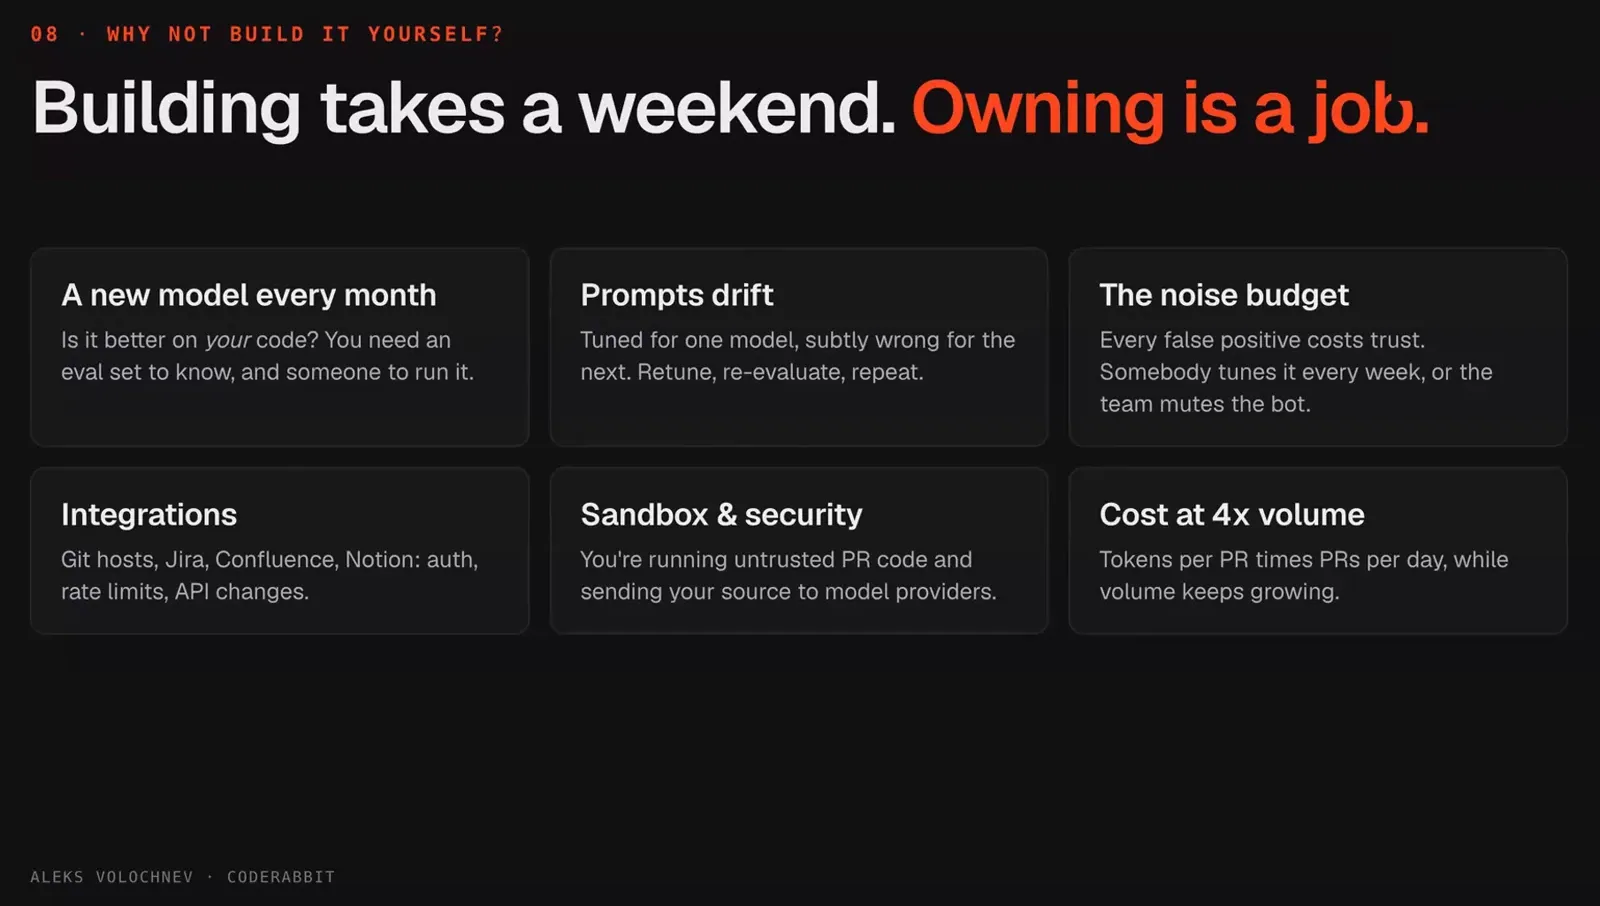 08 · WHY NOT BUILD IT YOURSELF?
Building takes a weekend. Owning is a job.
A new model every month
Is it better on your code? You need an
eval set to know, and someone to run it.
Prompts drift
Tuned for one model, subtly wrong for the
next. Retune, re-evaluate, repeat.
The noise budget
Every false positive costs trust.
Somebody tunes it every week, or the
team mutes the bot.
Integrations
Git hosts, Jira, Confluence, Notion: auth,
rate limits, API changes.
Sandbox & security
You're running untrusted PR code and
sending your source to model providers.
Cost at 4x volume
Tokens per PR times PRs per day, while
volume keeps growing.
ALEKS VOLOCHNEV · CODERABBIT